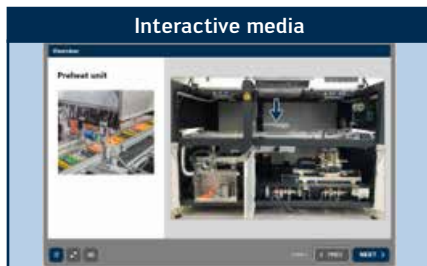 Interactive media
Overview
Preheat unit
PREV
NEXT